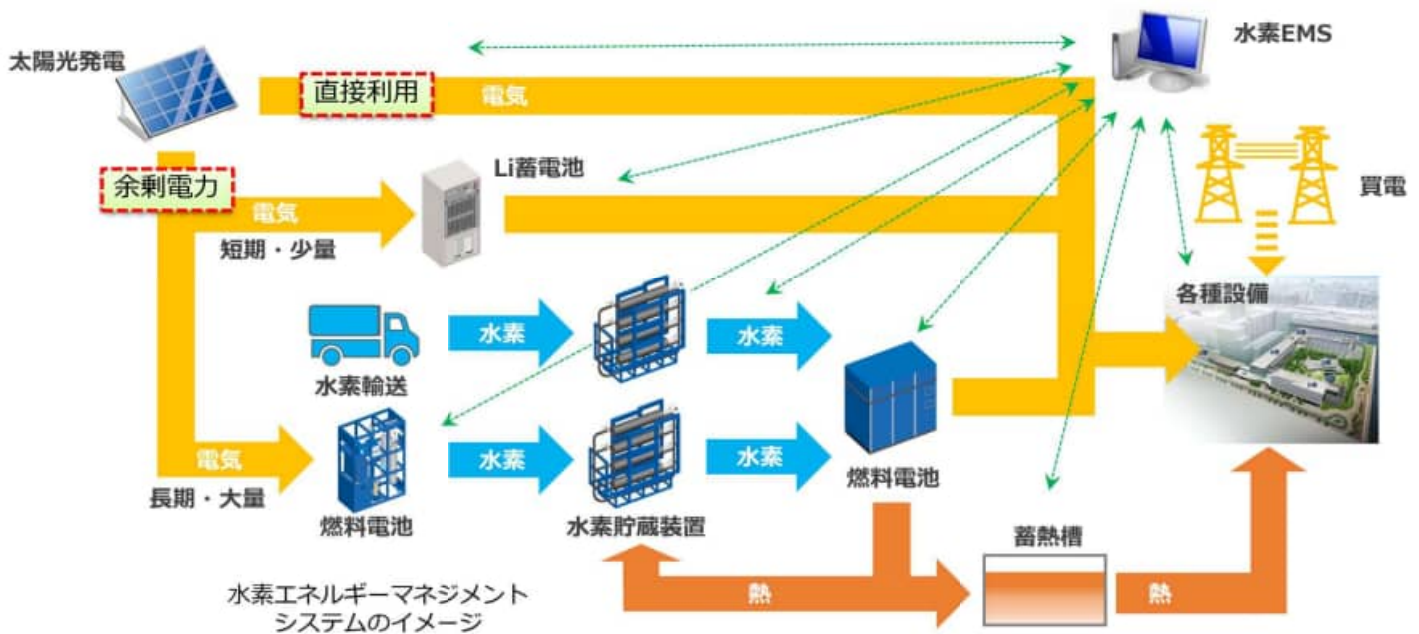 水素EMS
太陽光発電
直接利用
電気
Li蓄電池
余剰電力
電気
短期・少量
買電
各種設備
水素
水素
水素輸送
電気
長期・大量
水素
水素
燃料電池
水素貯蔵装置
燃料電池
蓄熱槽
熱
熱
水素エネルギーマネジメント
システムのイメージ